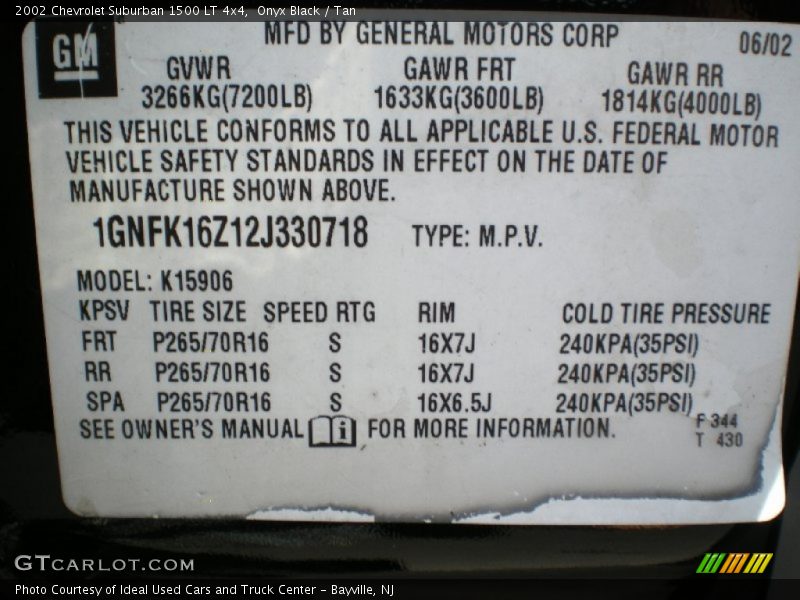 2002 Chevrolet Suburban 1500 LT 4x4,  Onyx Black / Tan
GM
MFD BY GENERAL MOTORS CORP
06/02
GVWR GAWR FRT GAWR RR
3266KG(7200LB) 1633KG(3600LB) 1814KG(4000LB)
THIS VEHICLE CONFORMS TO ALL APPLICABLE U.S. FEDERAL MOTOR
VEHICLE SAFETY STANDARDS IN EFFECT ON THE DATE OF
MANUFACTURE SHOWN ABOVE.
1GNFK16Z12J330718 TYPE: M.P.V.
MODEL: K15906
KPSV TIRE SIZE SPEED RTG RIM COLD TIRE PRESSURE
FRT P265/70R16 S 16X7J 240KPA(35PSI)
RR P265/70R16 S 16X7J 240KPA(35PSI)
SPA P265/70R16 S 16X6.5J 240KPA(35PSI)
SEE OWNER'S MANUAL i FOR MORE INFORMATION.
F 344
T 430
GTCARLOT.COM
Photo Courtesy of Ideal Used Cars and Truck Center - Bayville, NJ